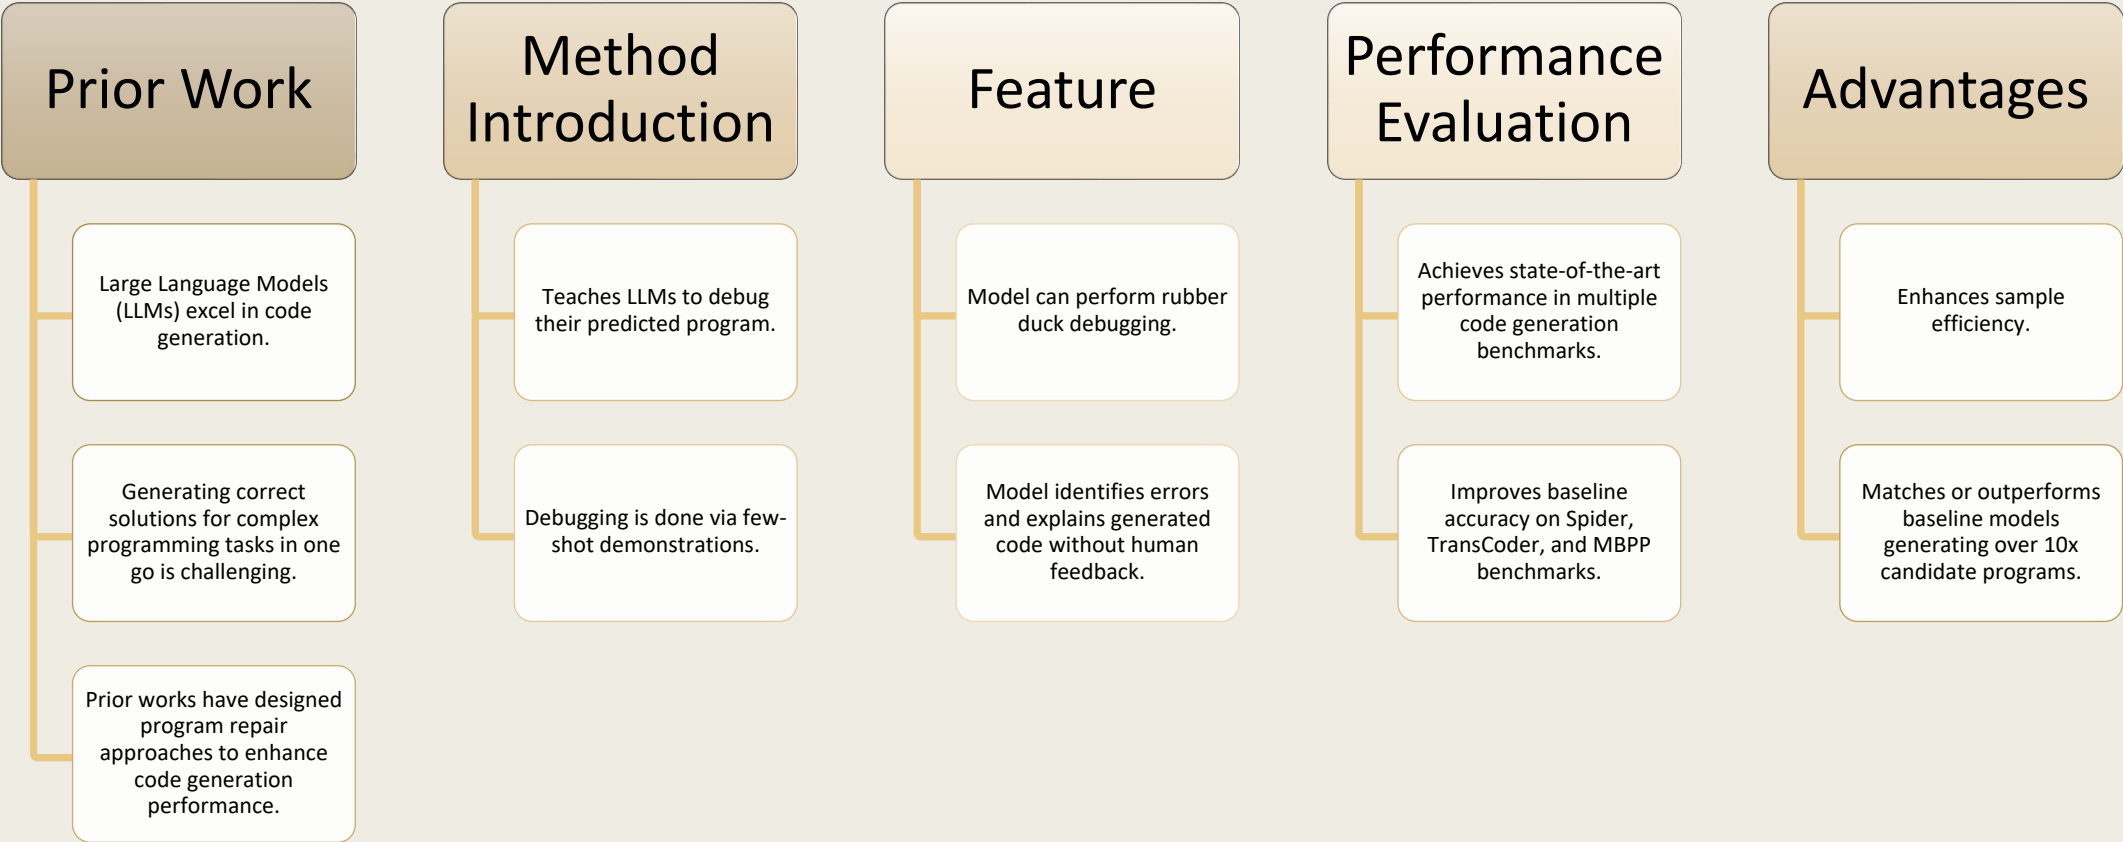 Prior Work
Large Language Models
(LLMs) excel in code
generation.
Generating correct
solutions for complex
programming tasks in one
go is challenging.
Prior works have designed
program repair
approaches to enhance
code generation
performance.
Method
Introduction
Teaches LLMs to debug
their predicted program.
Debugging is done via few-
shot demonstrations.
Feature
Model can perform rubber
duck debugging.
Model identifies errors
and explains generated
code without human
feedback.
Performance
Evaluation
Achieves state-of-the-art
performance in multiple
code generation
benchmarks.
Improves baseline
accuracy on Spider,
TransCoder, and MBPP
benchmarks.
Advantages
Enhances sample
efficiency.
Matches or outperforms
baseline models
generating over 10x
candidate programs.